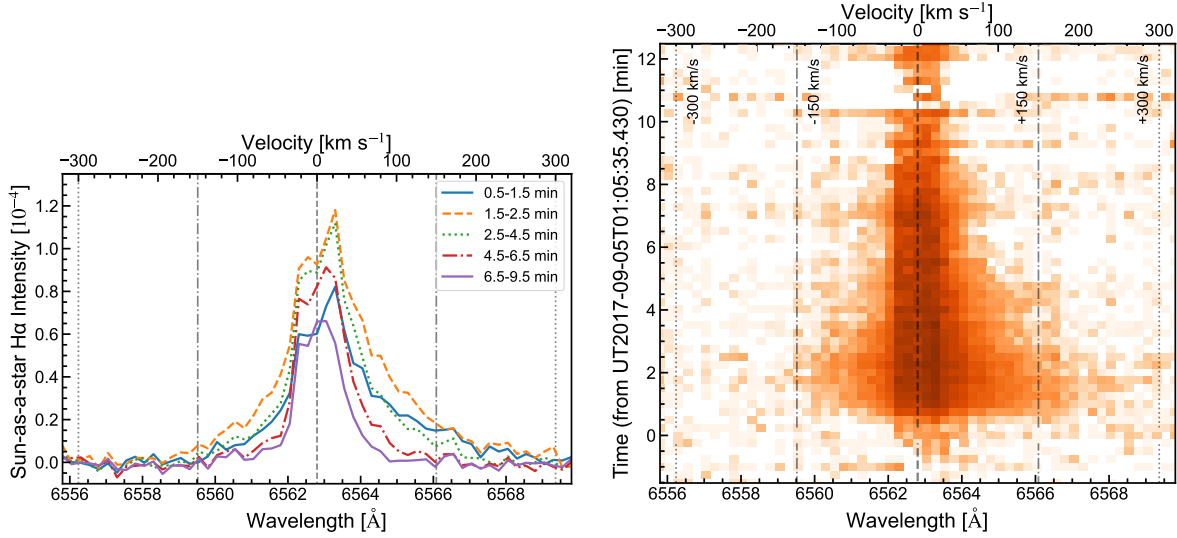 Velocity [km s⁻¹]
−300 −200 −100 0 100 200 300
Sun-as-a-star Hα Intensity [10⁻⁴]
1.2
1.0
0.8
0.6
0.4
0.2
0.0
0.5-1.5 min
1.5-2.5 min
2.5-4.5 min
4.5-6.5 min
6.5-9.5 min
6556 6558 6560 6562 6564 6566 6568
Wavelength [Å]
Velocity [km s⁻¹]
−300 −200 −100 0 100 200 300
Time (from UT2017-09-05T01:05:35.430) [min]
12
10
8
6
4
2
0
-300 km/s
-150 km/s
+150 km/s
+300 km/s
6556 6558 6560 6562 6564 6566 6568
Wavelength [Å]